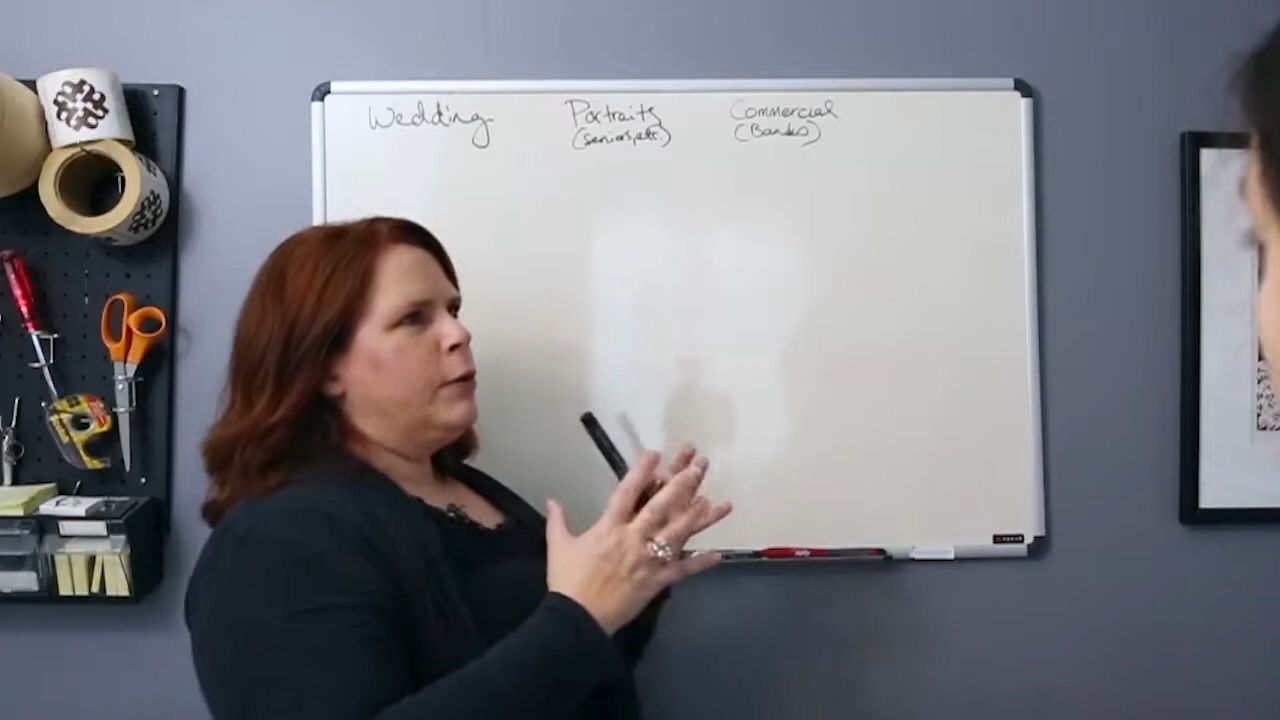 Wedding
Portraits
(seniors, etc.)
Commercial
(Bands)